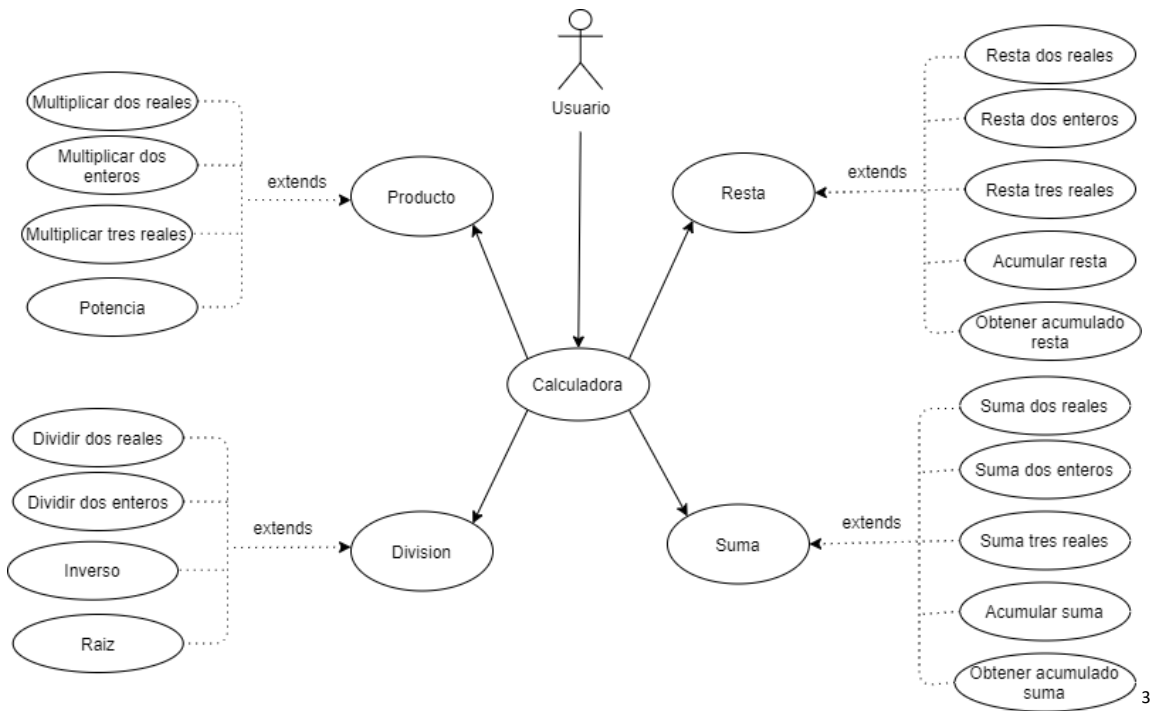 Usuario
Multiplicar dos reales
Multiplicar dos
enteros
Multiplicar tres reales
Potencia
extends
Producto
Resta
extends
Resta dos reales
Resta dos enteros
Resta tres reales
Acumular resta
Obtener acumulado
resta
Calculadora
Dividir dos reales
Dividir dos enteros
Inverso
Raiz
extends
Division
Suma
extends
Suma dos reales
Suma dos enteros
Suma tres reales
Acumular suma
Obtener acumulado
suma
3